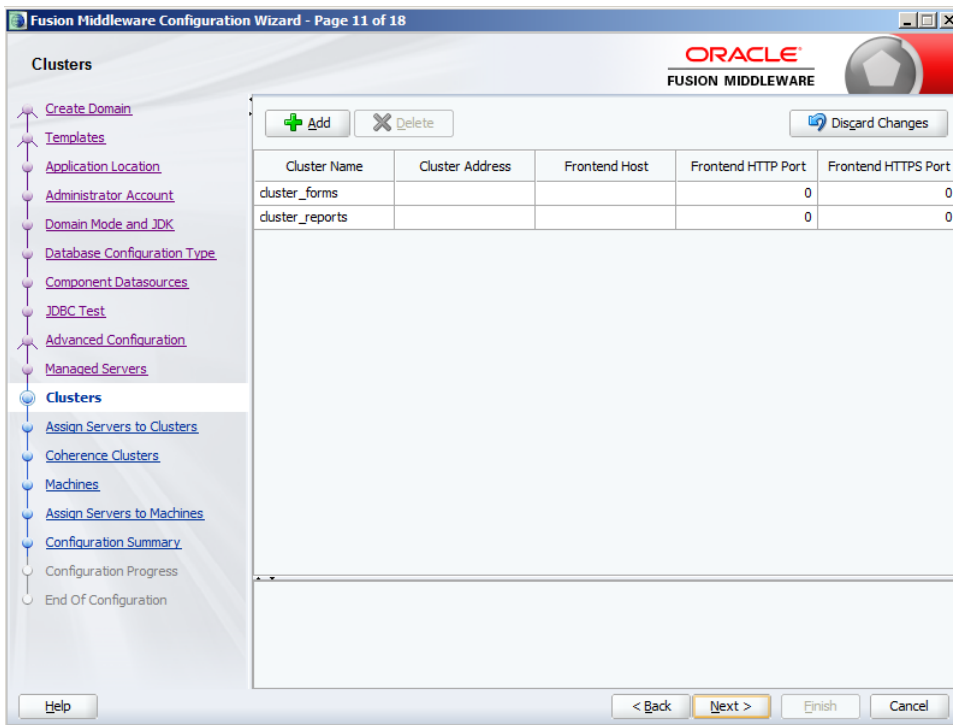 Fusion Middleware Configuration Wizard - Page 11 of 18
Clusters
ORACLE
FUSION MIDDLEWARE
Create Domain
Templates
Application Location
Administrator Account
Domain Mode and JDK
Database Configuration Type
Component Datasources
JDBC Test
Advanced Configuration
Managed Servers
Clusters
Assign Servers to Clusters
Coherence Clusters
Machines
Assign Servers to Machines
Configuration Summary
Configuration Progress
End Of Configuration
Add Delete Discard Changes
Cluster Name Cluster Address Frontend Host Frontend HTTP Port Frontend HTTPS Port
cluster_forms 0 0
cluster_reports 0 0
Help < Back Next > Finish Cancel